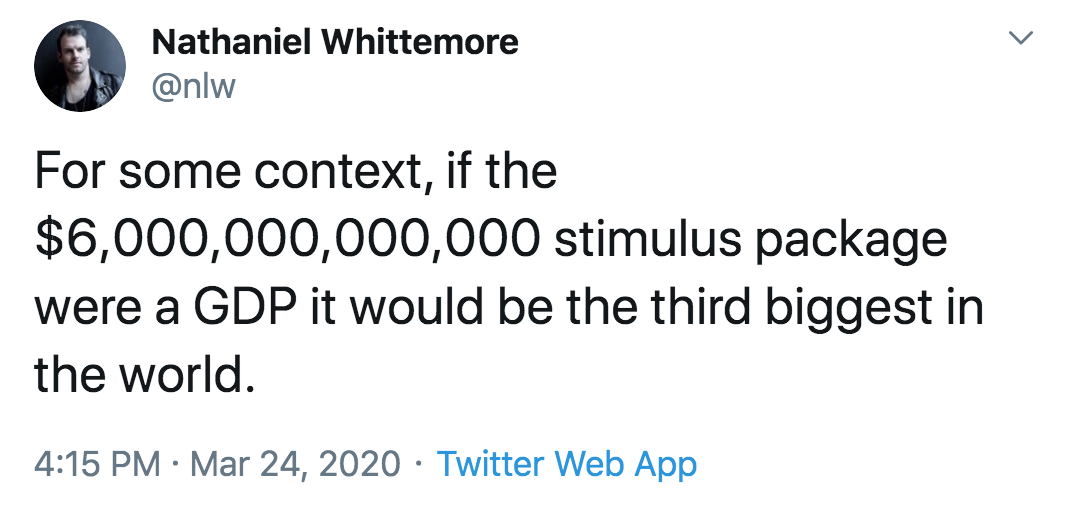 Nathaniel Whittemore
@nlw
For some context, if the
$6,000,000,000,000 stimulus package
were a GDP it would be the third biggest in
the world.
4:15 PM · Mar 24, 2020 · Twitter Web App